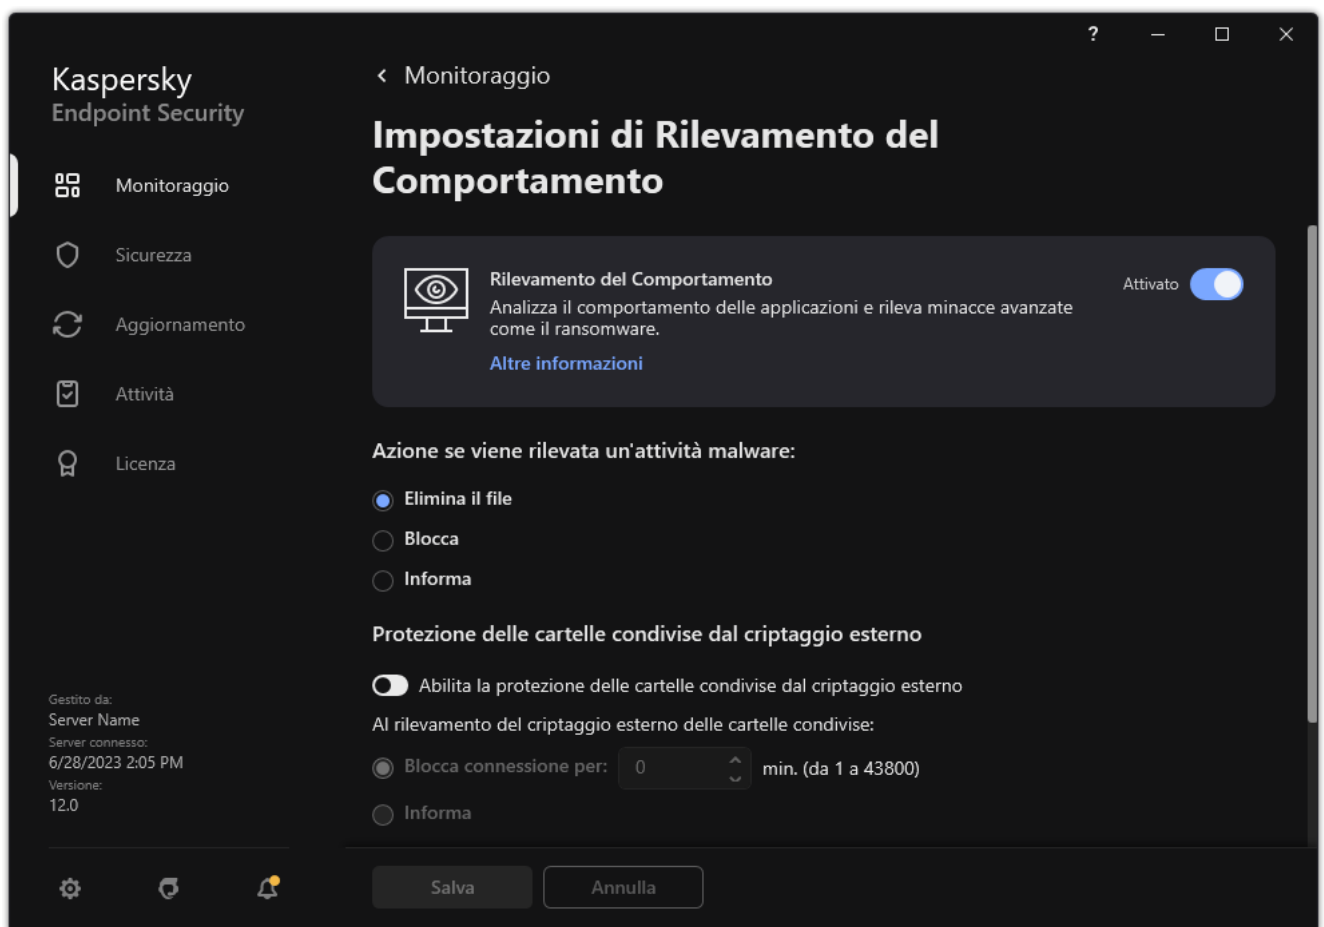 ?
Kaspersky
Endpoint Security
Monitoraggio
Sicurezza
Aggiornamento
Attività
Licenza
Gestito da:
Server Name
Server connesso:
6/28/2023 2:05 PM
Versione:
12.0
Monitoraggio
Impostazioni di Rilevamento del
Comportamento
Rilevamento del Comportamento
Analizza il comportamento delle applicazioni e rileva minacce avanzate
come il ransomware.
Altre informazioni
Attivato
Azione se viene rilevata un'attività malware:
Elimina il file
Blocca
Informa
Protezione delle cartelle condivise dal criptaggio esterno
Abilita la protezione delle cartelle condivise dal criptaggio esterno
Al rilevamento del criptaggio esterno delle cartelle condivise:
Blocca connessione per: 0 min. (da 1 a 43800)
Informa
Salva
Annulla